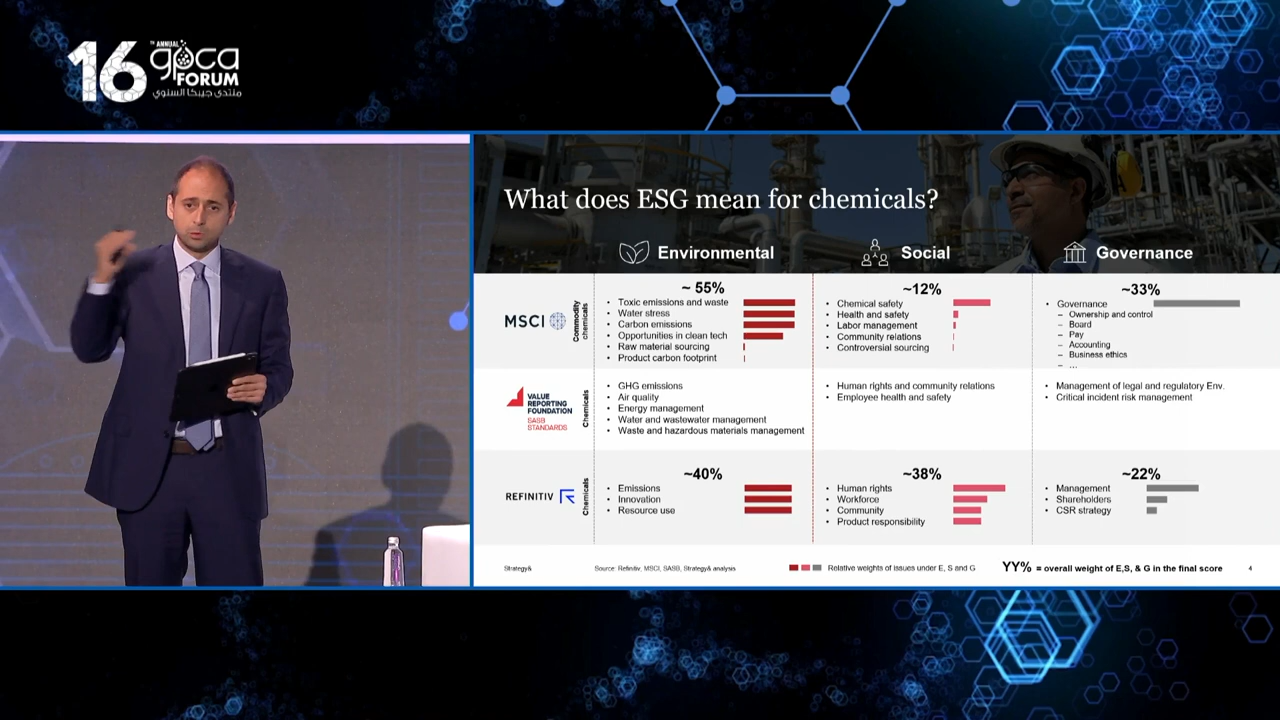 16
TH ANNUAL
gpca
FORUM
منتدى جيبكا السنوي
What does ESG mean for chemicals?
Environmental
Social
Governance
MSCI
Commodity
chemicals
~ 55%
• Toxic emissions and waste
• Water stress
• Carbon emissions
• Opportunities in clean tech
• Raw material sourcing
• Product carbon footprint
~12%
• Chemical safety
• Health and safety
• Labor management
• Community relations
• Controversial sourcing
~33%
• Governance
– Ownership and control
– Board
– Pay
– Accounting
– Business ethics
– ...
VALUE
REPORTING
FOUNDATION
SASB
STANDARDS
Chemicals
• GHG emissions
• Air quality
• Energy management
• Water and wastewater management
• Waste and hazardous materials management
• Human rights and community relations
• Employee health and safety
• Management of legal and regulatory Env.
• Critical incident risk management
REFINITIV
Chemicals
~40%
• Emissions
• Innovation
• Resource use
~38%
• Human rights
• Workforce
• Community
• Product responsibility
~22%
• Management
• Shareholders
• CSR strategy
Strategy&
Source: Refinitiv, MSCI, SASB, Strategy& analysis
Relative weights of issues under E, S and G
YY% = overall weight of E,S, & G in the final score
4